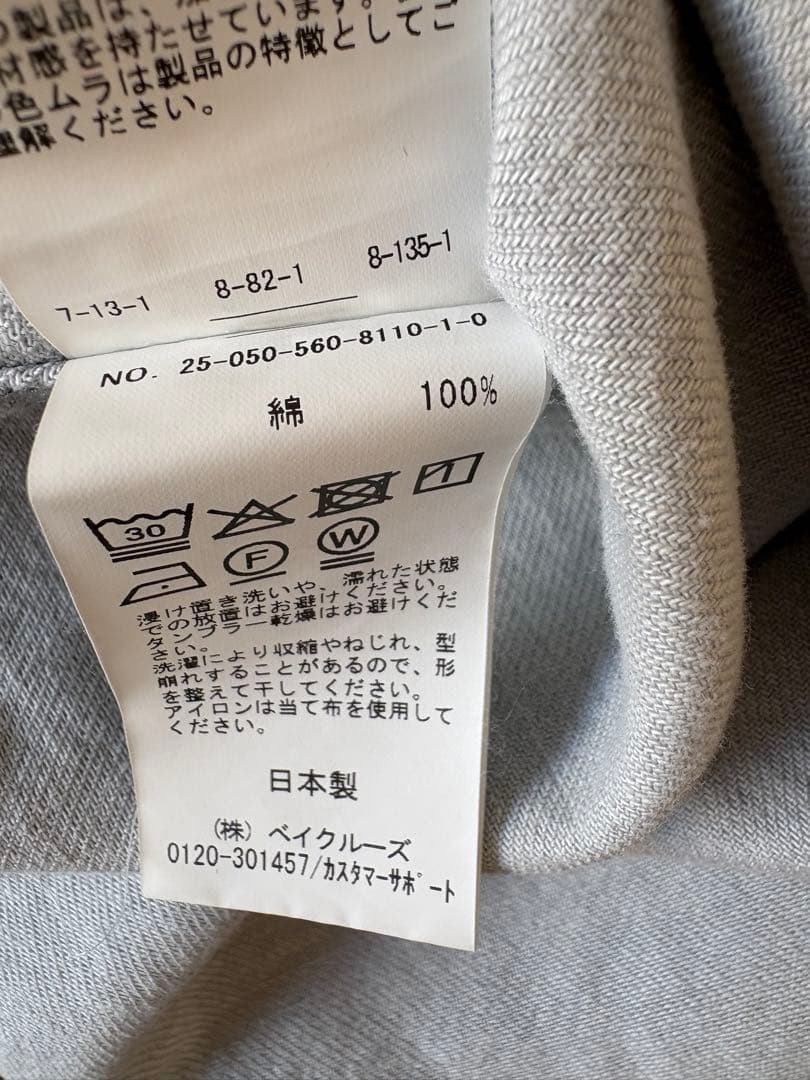 製品は、
材感を持たせています。
色ムラは製品の特徴としてご
理解ください。
7-13-1 8-82-1 8-135-1
NO. 25-050-560-8110-1-0
綿 100%
30
1
F W
浸け置き洗いや、濡れた状態
での放置はお避けください。
タンブラー乾燥はお避けくだ
さい。
洗濯により収縮やねじれ、型
崩れすることがあるので、形
を整えて干してください。
アイロンは当て布を使用して
ください。
日本製
(株) ベイクルーズ
0120-301457/カスタマーサポート